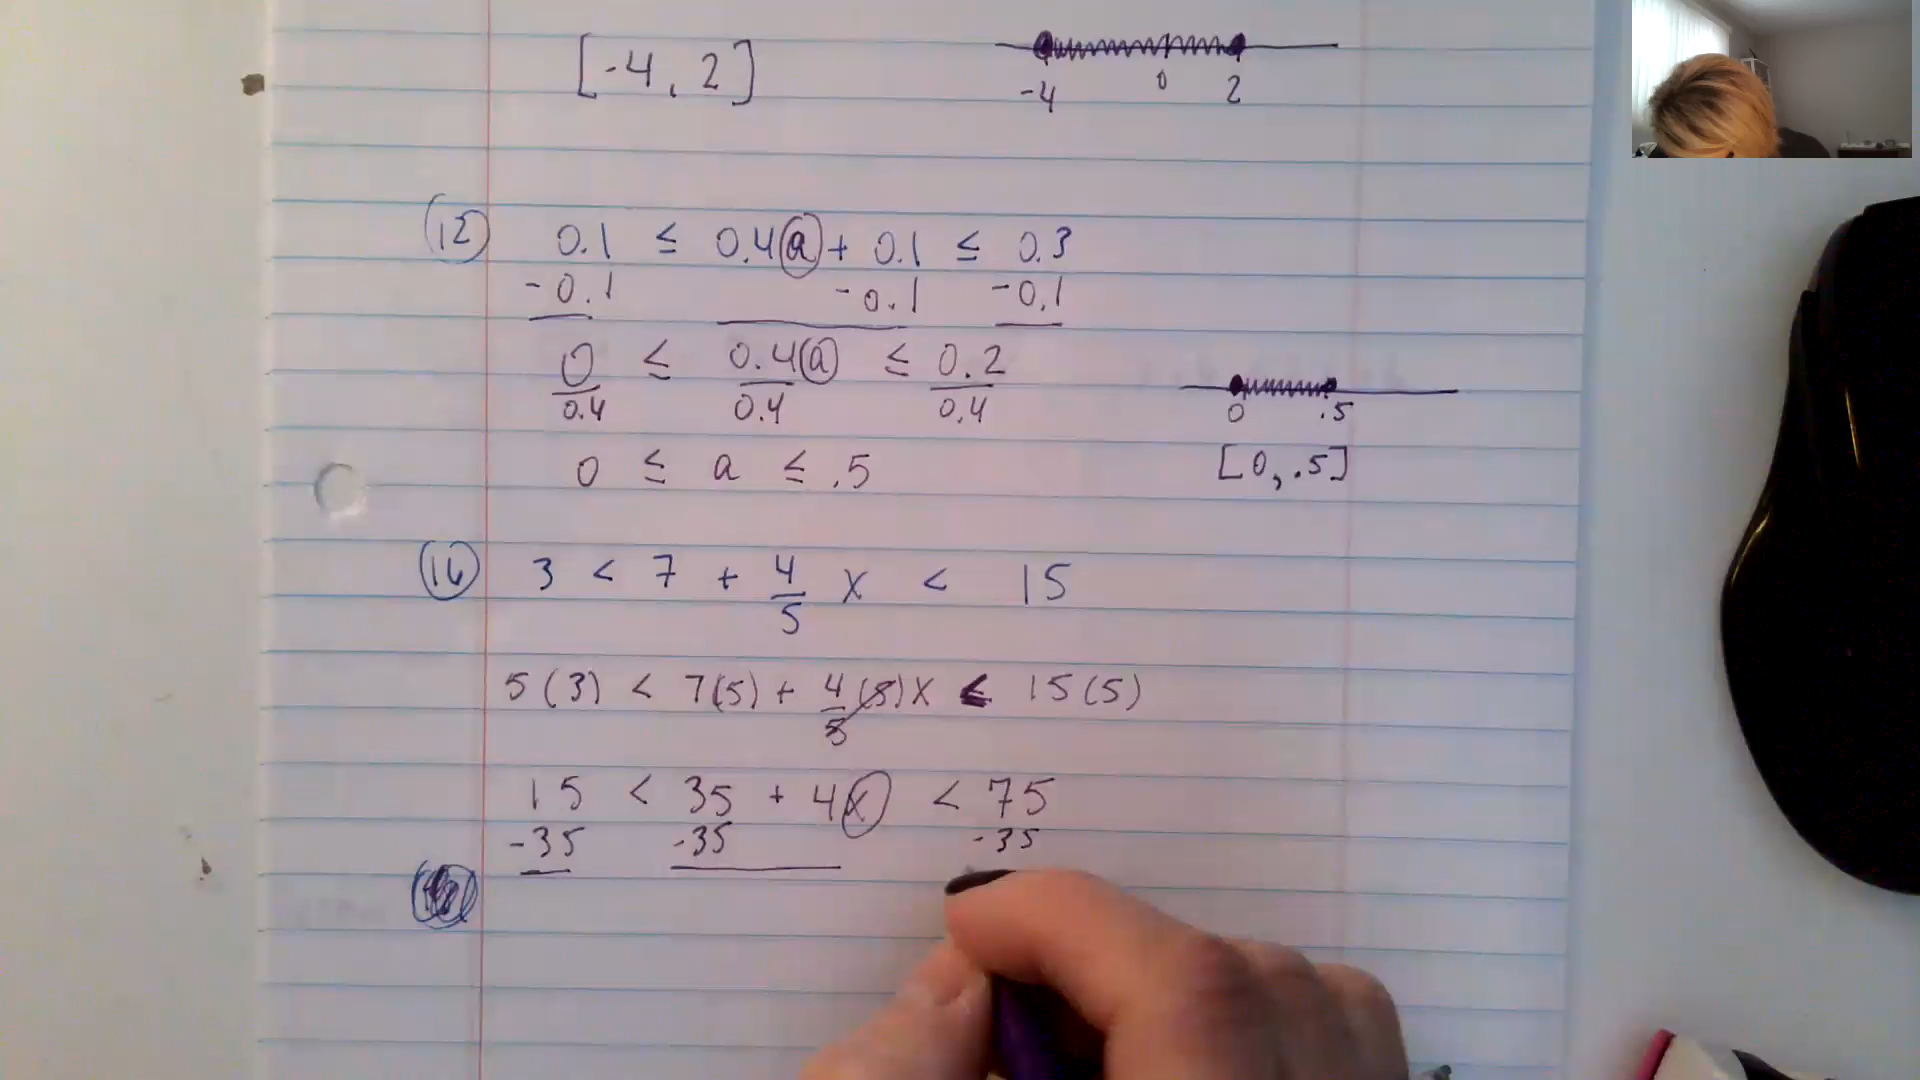 [-4, 2]
-4 0 2
(12) 0.1 ≤ 0.4a + 0.1 ≤ 0.3
-0.1 -0.1 -0.1
0 ≤ 0.4a ≤ 0.2
0.4 0.4 0.4
0 .5
0 ≤ a ≤ .5
[0, .5]
(16) 3 < 7 + 4/5 x < 15
5(3) < 7(5) + 4/5 (5)x < 15(5)
15 < 35 + 4x < 75
-35 -35 -35